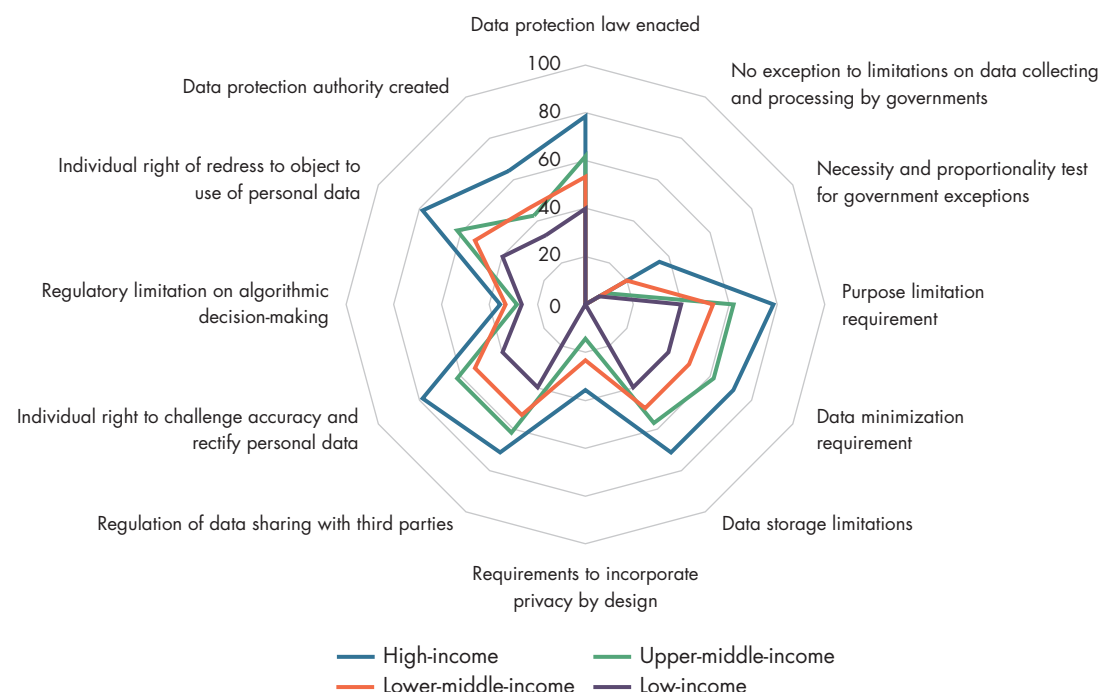 Data protection law enacted
100
No exception to limitations on data collecting
and processing by governments
Data protection authority created
80
60
Individual right of redress to object to
use of personal data
Necessity and proportionality test
for government exceptions
40
20
Regulatory limitation on algorithmic
decision-making
0
Purpose limitation
requirement
Individual right to challenge accuracy and
rectify personal data
Data minimization
requirement
Regulation of data sharing with third parties
Data storage limitations
Requirements to incorporate
privacy by design
High-income
Upper-middle-income
Lower-middle-income
Low-income